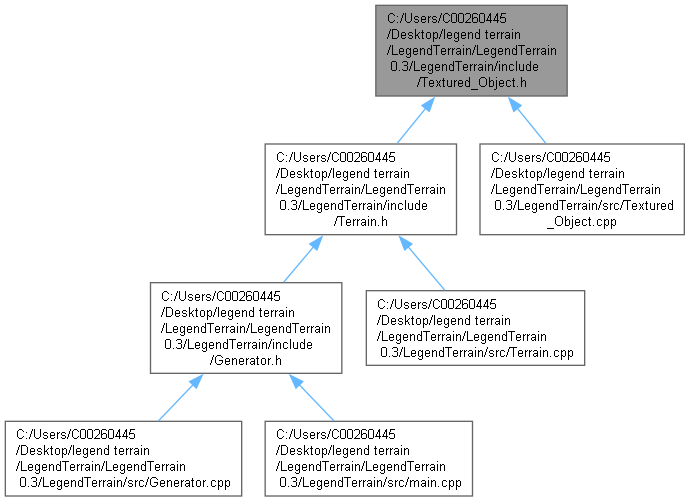 C:/Users/C00260445
/Desktop/legend terrain
/LegendTerrain/LegendTerrain
0.3/LegendTerrain/include
/Textured_Object.h
C:/Users/C00260445
/Desktop/legend terrain
/LegendTerrain/LegendTerrain
0.3/LegendTerrain/include
/Terrain.h
C:/Users/C00260445
/Desktop/legend terrain
/LegendTerrain/LegendTerrain
0.3/LegendTerrain/src/Textured
_Object.cpp
C:/Users/C00260445
/Desktop/legend terrain
/LegendTerrain/LegendTerrain
0.3/LegendTerrain/include
/Generator.h
C:/Users/C00260445
/Desktop/legend terrain
/LegendTerrain/LegendTerrain
0.3/LegendTerrain/src/Terrain.cpp
C:/Users/C00260445
/Desktop/legend terrain
/LegendTerrain/LegendTerrain
0.3/LegendTerrain/src/Generator.cpp
C:/Users/C00260445
/Desktop/legend terrain
/LegendTerrain/LegendTerrain
0.3/LegendTerrain/src/main.cpp